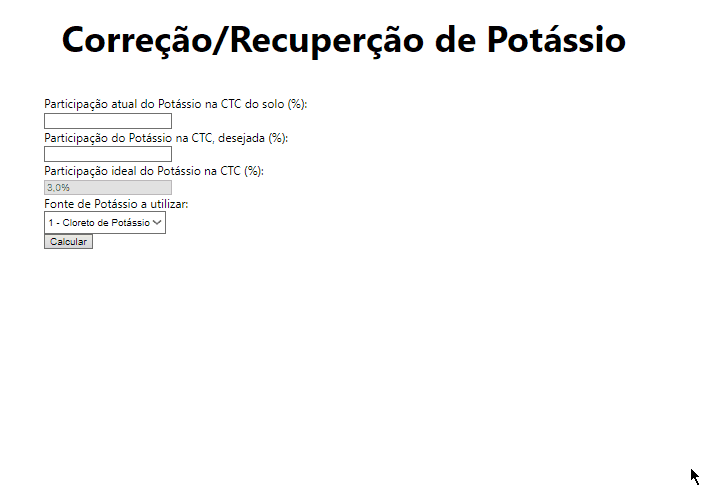 Correção/Recuperção de Potássio
Participação atual do Potássio na CTC do solo (%):
Participação do Potássio na CTC, desejada (%):
Participação ideal do Potássio na CTC (%):
3,0%
Fonte de Potássio a utilizar:
1 - Cloreto de Potássio
Calcular